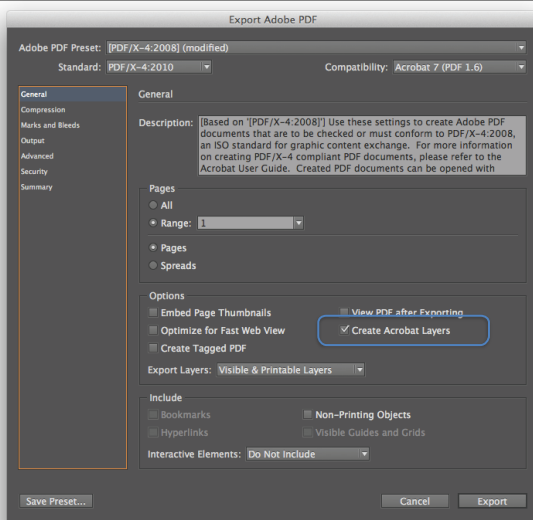 Export Adobe PDF
Adobe PDF Preset: [PDF/X-4:2008] (modified)
Standard: PDF/X-4:2010 Compatibility: Acrobat 7 (PDF 1.6)
General
Compression
Marks and Bleeds
Output
Advanced
Security
Summary
General
Description: [Based on '[PDF/X-4:2008]'] Use these settings to create Adobe PDF
documents that are to be checked or must conform to PDF/X-4:2008,
an ISO standard for graphic content exchange. For more information
on creating PDF/X-4 compliant PDF documents, please refer to the
Acrobat User Guide. Created PDF documents can be opened with
Pages
All
Range: 1
Pages
Spreads
Options
Embed Page Thumbnails View PDF after Exporting
Optimize for Fast Web View Create Acrobat Layers
Create Tagged PDF
Export Layers: Visible & Printable Layers
Include
Bookmarks Non-Printing Objects
Hyperlinks Visible Guides and Grids
Interactive Elements: Do Not Include
Save Preset... Cancel Export